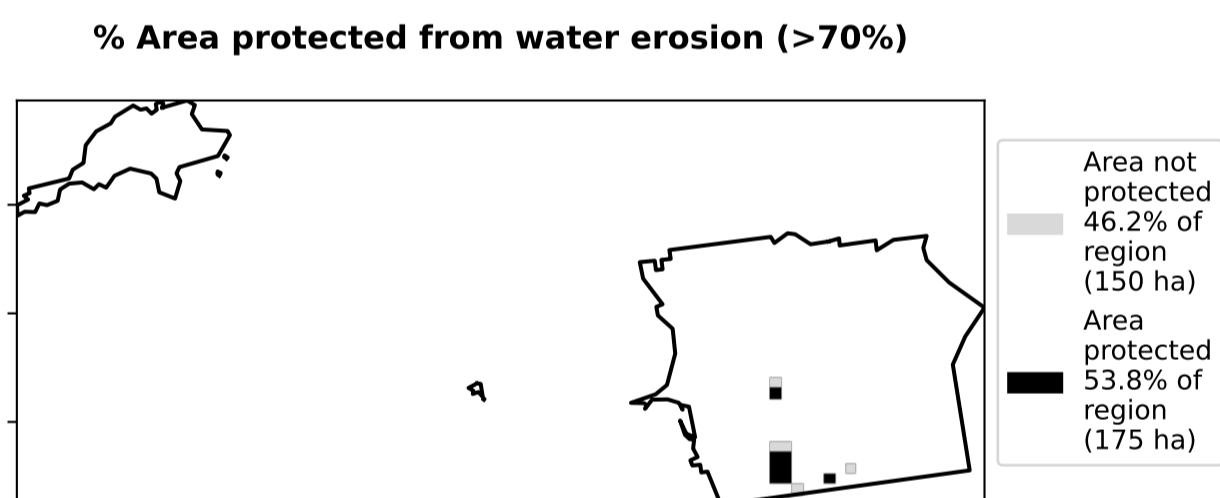 % Area protected from water erosion (>70%)
Area not
protected
46.2% of
region
(150 ha)
Area
protected
53.8% of
region
(175 ha)